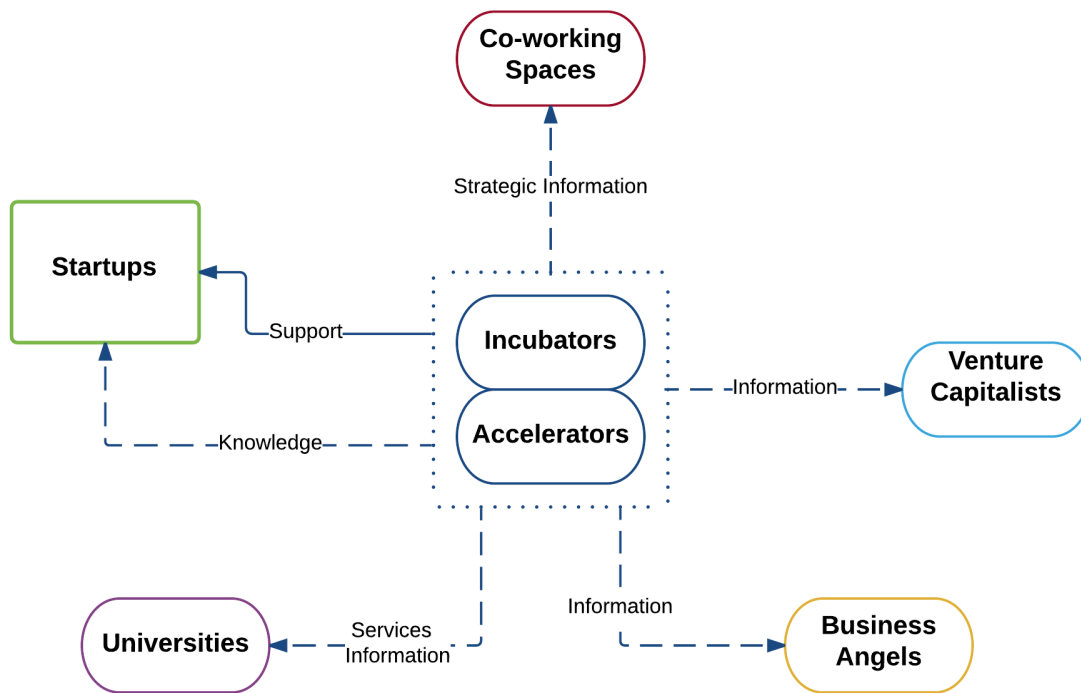 Co-working
Spaces
Strategic Information
Startups
Support
Incubators
Accelerators
Information
Venture
Capitalists
Knowledge
Universities
Services
Information
Information
Business
Angels